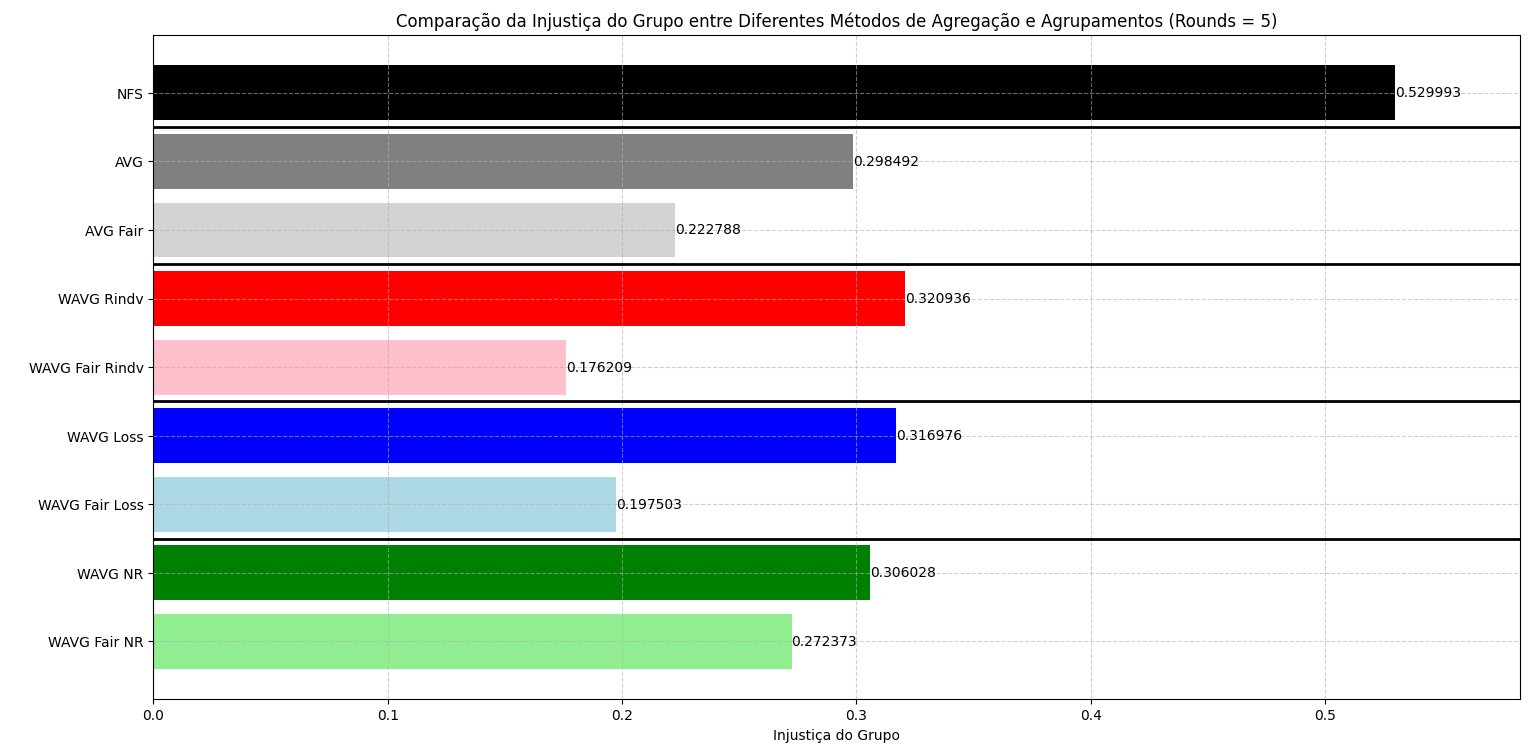 Comparação da Injustiça do Grupo entre Diferentes Métodos de Agregação e Agrupamentos (Rounds = 5)
NFS 0.529993
AVG 0.298492
AVG Fair 0.222788
WAVG Rindv 0.320936
WAVG Fair Rindv 0.176209
WAVG Loss 0.316976
WAVG Fair Loss 0.197503
WAVG NR 0.306028
WAVG Fair NR 0.272373
0.0 0.1 0.2 0.3 0.4 0.5
Injustiça do Grupo